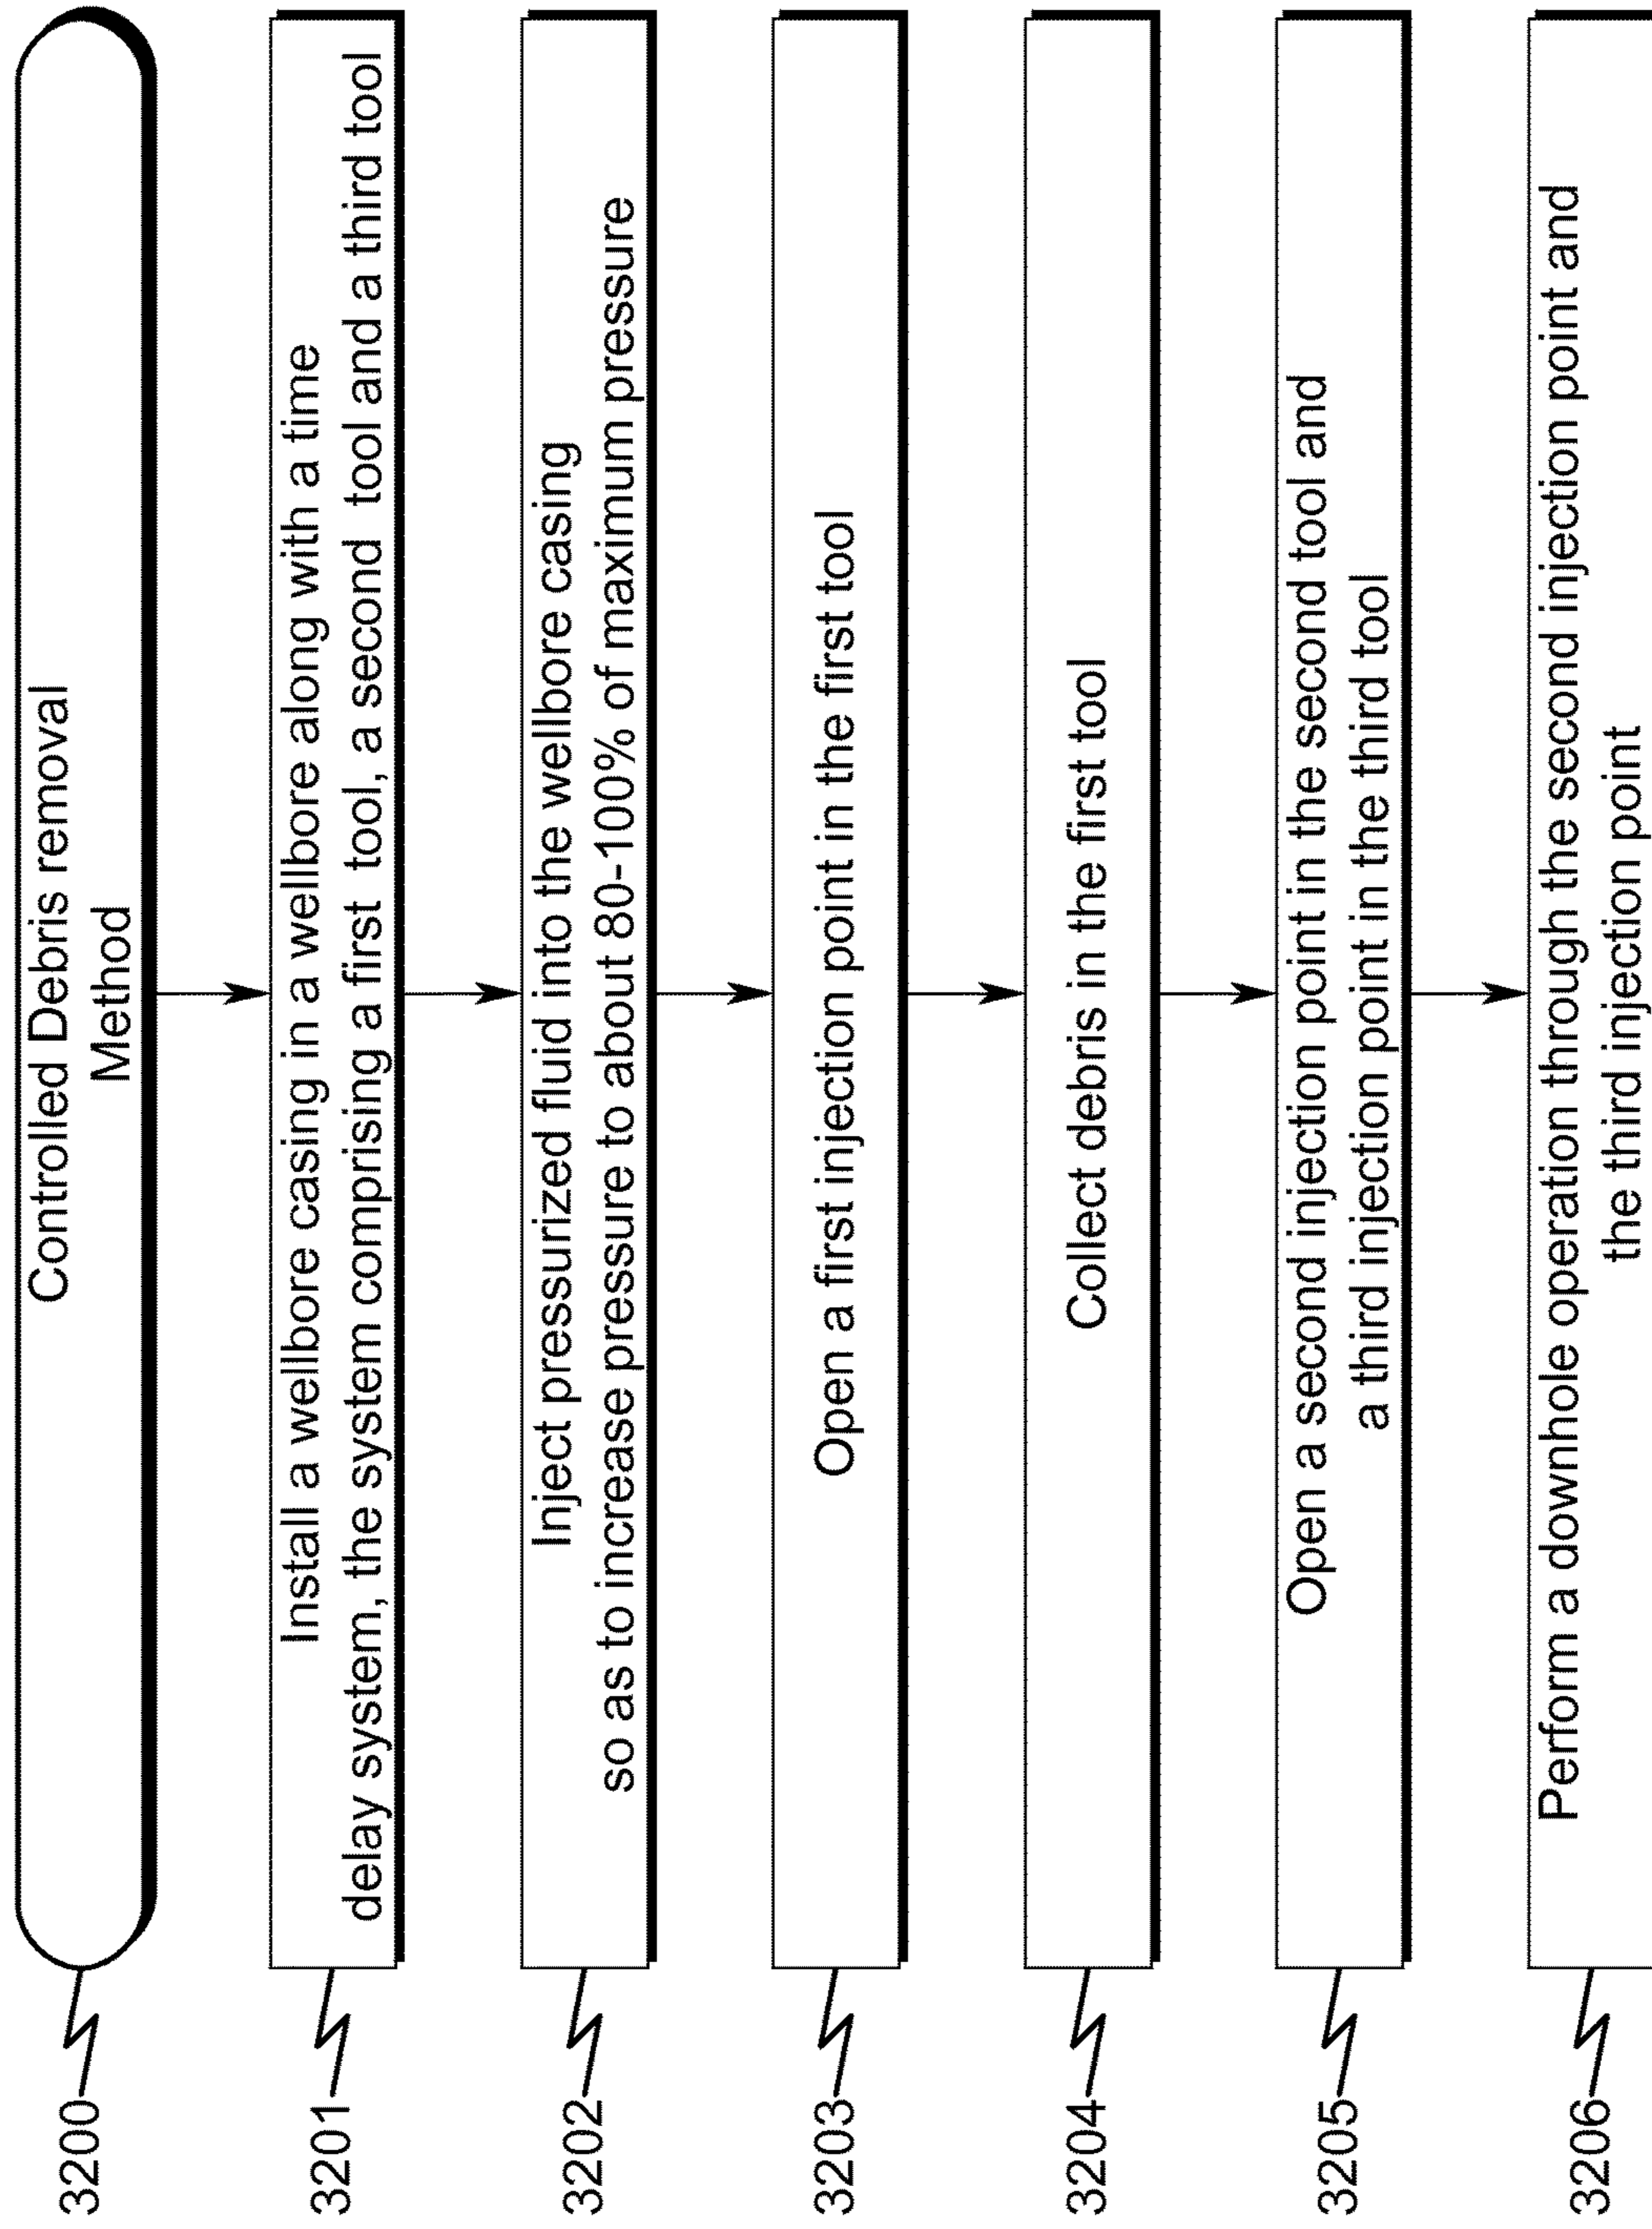 3200
Controlled Debris removal
Method
3201
Install a wellbore casing in a wellbore along with a time
delay system, the system comprising a first tool, a second tool and a third tool
3202
Inject pressurized fluid into the wellbore casing
so as to increase pressure to about 80-100% of maximum pressure
3203
Open a first injection point in the first tool
3204
Collect debris in the first tool
3205
Open a second injection point in the second tool and
a third injection point in the third tool
3206
Perform a downhole operation through the second injection point and
the third injection point